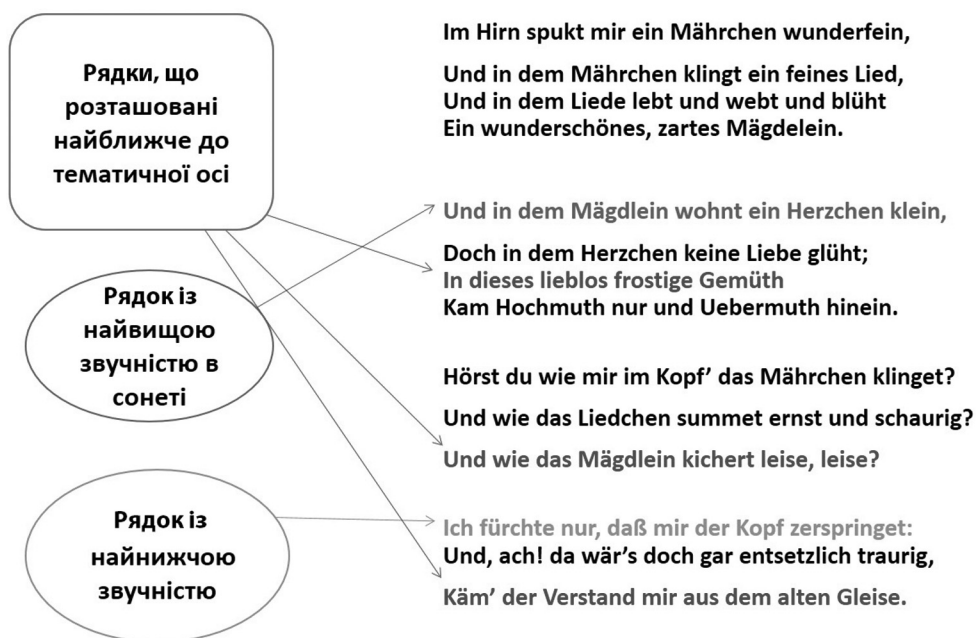 Рядки, що
розташовані
найближче до
тематичної осі
Рядок із
найвищою
звучністю в
сонеті
Рядок із
найнижчою
звучністю
Im Hirn spukt mir ein Mährchen wunderfein,
Und in dem Mährchen klingt ein feines Lied,
Und in dem Liede lebt und webt und blüht
Ein wunderschönes, zartes Mägdelein.
Und in dem Mägdlein wohnt ein Herzchen klein,
Doch in dem Herzchen keine Liebe glüht;
In dieses lieblos frostige Gemüth
Kam Hochmuth nur und Uebermuth hinein.
Hörst du wie mir im Kopf’ das Mährchen klinget?
Und wie das Liedchen summet ernst und schaurig?
Und wie das Mägdlein kichert leise, leise?
Ich fürchte nur, daß mir der Kopf zerspringet:
Und, ach! da wär’s doch gar entsetzlich traurig,
Käm’ der Verstand mir aus dem alten Gleise.